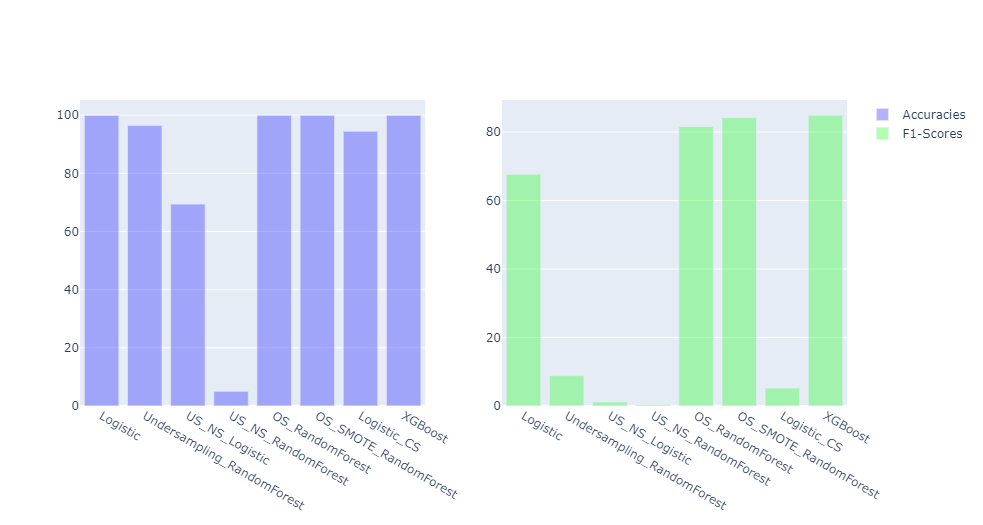 100
80
60
40
20
0
Logistic
Undersampling_RandomForest
US_NS_Logistic
US_NS_RandomForest
OS_RandomForest
OS_SMOTE_RandomForest
Logistic_CS
XGBoost
80
60
40
20
0
Logistic
Undersampling_RandomForest
US_NS_Logistic
US_NS_RandomForest
OS_RandomForest
OS_SMOTE_RandomForest
Logistic_CS
XGBoost
Accuracies
F1-Scores